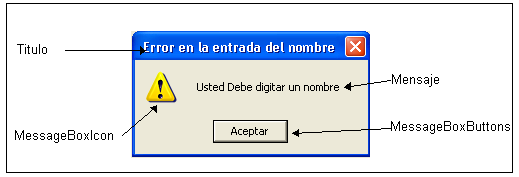 Titulo
Error en la entrada del nombre
Usted Debe digitar un nombre
Mensaje
MessageBoxIcon
Aceptar
MessageBoxButtons